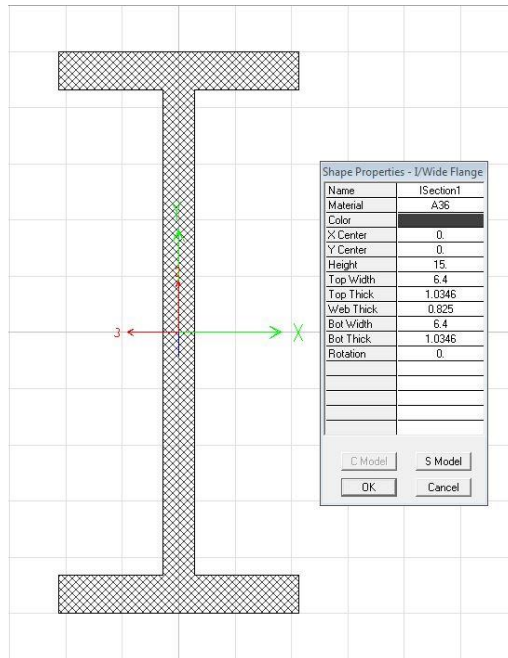 Shape Properties - I/Wide Flange
Name ISection1
Material A36
Color
X Center 0.
Y Center 0.
Height 15.
Top Width 6.4
Top Thick 1.0346
Web Thick 0.825
Bot Width 6.4
Bot Thick 1.0346
Rotation 0.
C Model S Model
OK Cancel
Y
2
3 X